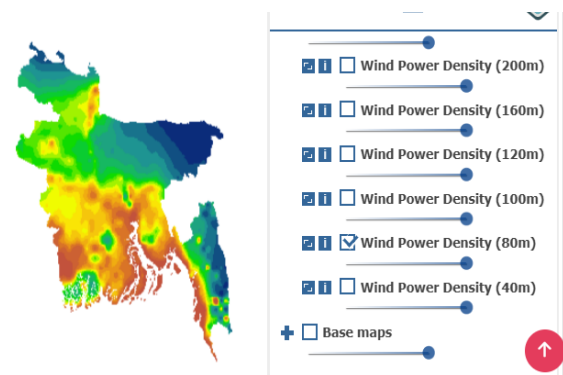 Wind Power Density (200m)
Wind Power Density (160m)
Wind Power Density (120m)
Wind Power Density (100m)
Wind Power Density (80m)
Wind Power Density (40m)
Base maps